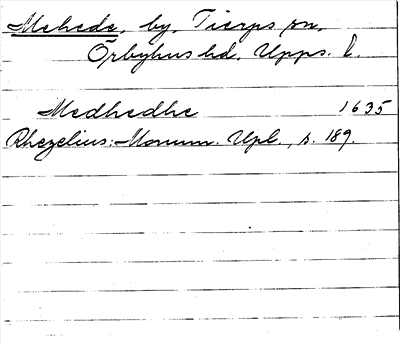 Mehede, by, Tierps sn,
Örbyhus hd, Upps. l.
Medhedhe 1635
Rhezelius: Monum. Upl., s. 189.